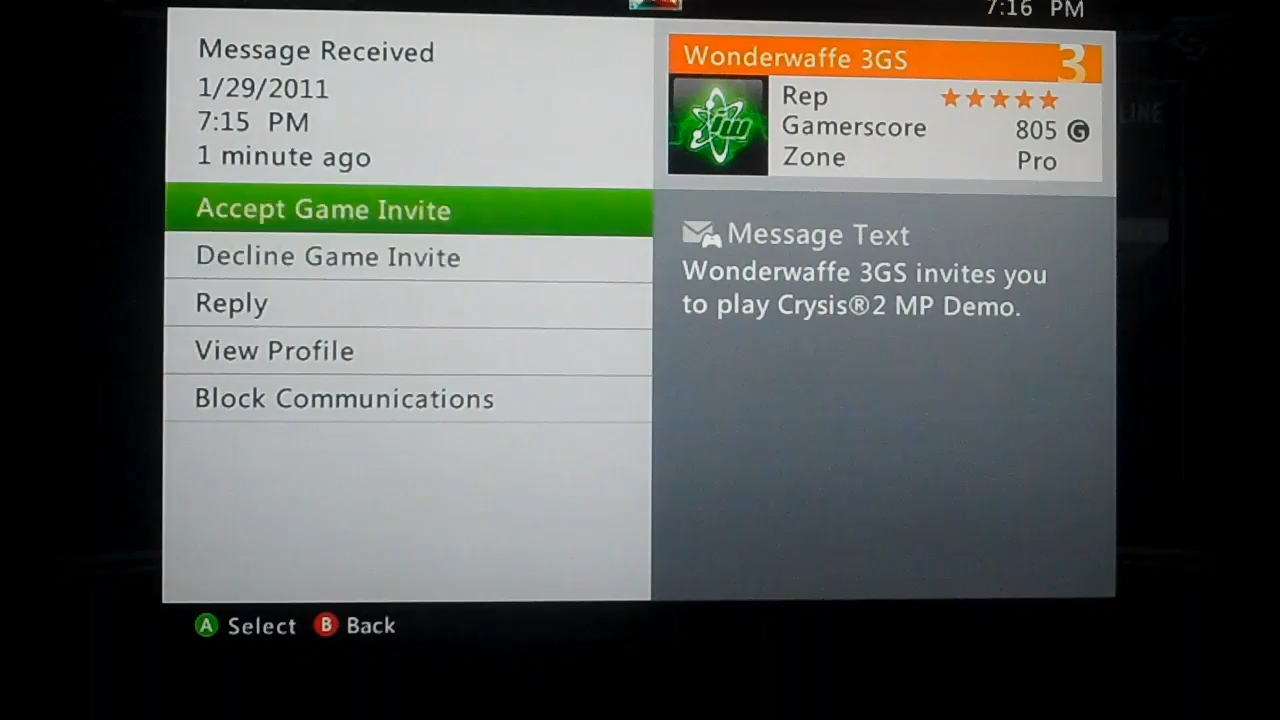 7:16 PM
Message Received
1/29/2011
7:15 PM
1 minute ago
Accept Game Invite
Decline Game Invite
Reply
View Profile
Block Communications
Wonderwaffe 3GS 3
Rep
Gamerscore 805 G
Zone Pro
Message Text
Wonderwaffe 3GS invites you
to play Crysis®2 MP Demo.
A Select B Back